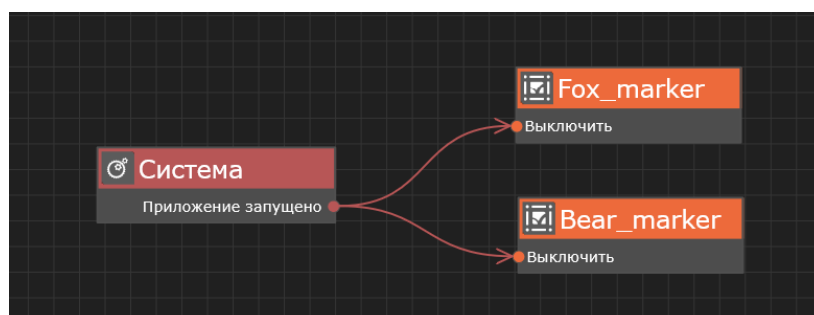 Fox_marker
Выключить
Система
Приложение запущено
Bear_marker
Выключить